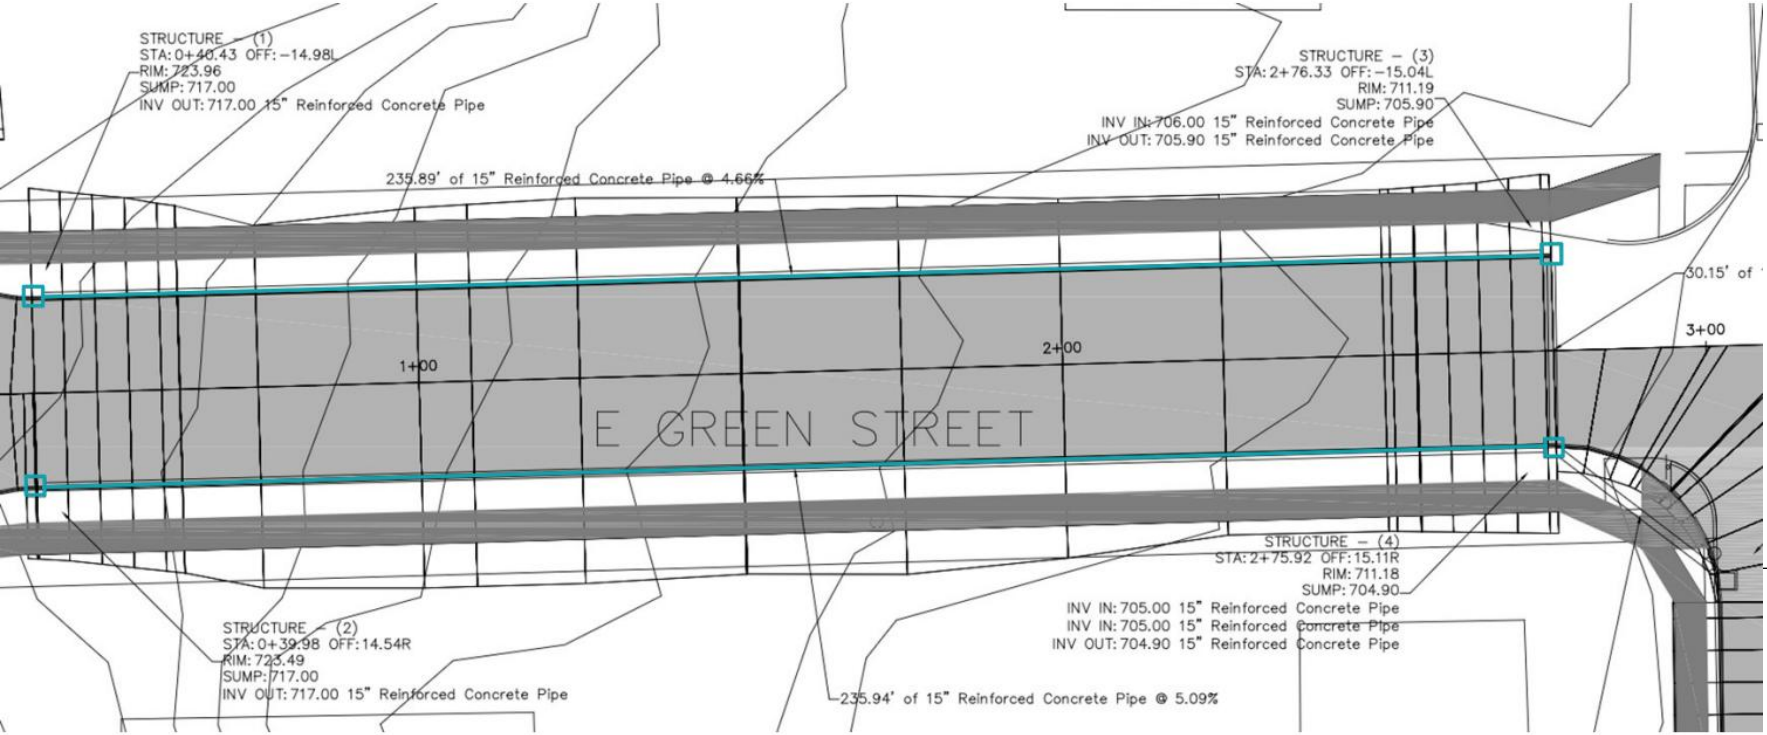 STRUCTURE - (1)
STA: 0+40.43 OFF: -14.98L
RIM: 723.96
SUMP: 717.00
INV OUT: 717.00 15" Reinforced Concrete Pipe
STRUCTURE - (3)
STA: 2+76.33 OFF: -15.04L
RIM: 711.19
SUMP: 705.90
INV IN: 706.00 15" Reinforced Concrete Pipe
INV OUT: 705.90 15" Reinforced Concrete Pipe
235.89' of 15" Reinforced Concrete Pipe @ 4.66%
30.15' of
3+00
2+00
1+00
E GREEN STREET
STRUCTURE - (4)
STA: 2+75.92 OFF: 15.11R
RIM: 711.18
SUMP: 704.90
INV IN: 705.00 15" Reinforced Concrete Pipe
INV IN: 705.00 15" Reinforced Concrete Pipe
INV OUT: 704.90 15" Reinforced Concrete Pipe
STRUCTURE - (2)
STA: 0+39.98 OFF: 14.54R
RIM: 723.49
SUMP: 717.00
INV OUT: 717.00 15" Reinforced Concrete Pipe
235.94' of 15" Reinforced Concrete Pipe @ 5.09%